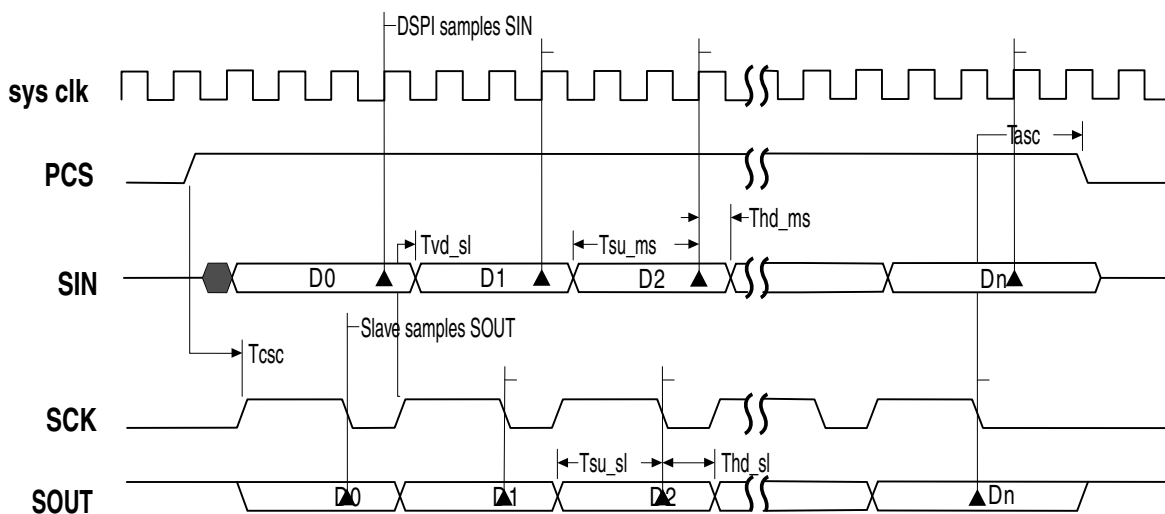 DSPI samples SIN
sys clk
Tasc
PCS
Thd_ms
Tvd_sl
Tsu_ms
SIN
D0
D1
D2
Dn
Slave samples SOUT
Tcsc
SCK
Tsu_sl
Thd_sl
SOUT
D0
D1
D2
Dn